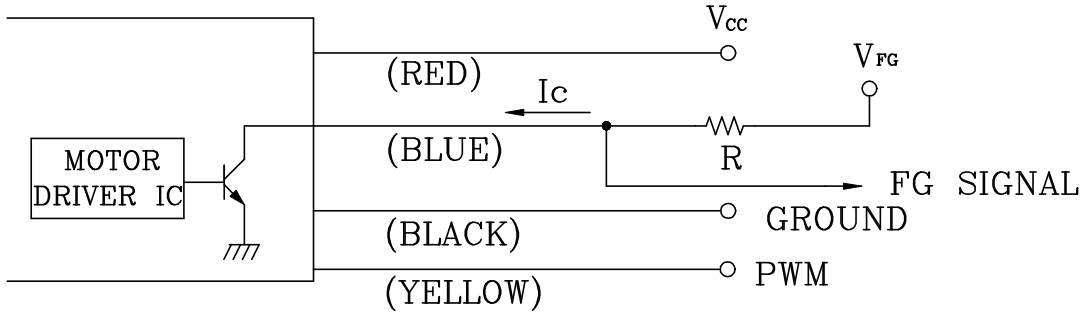 Vcc
(RED)
VFG
Ic
(BLUE)
R
MOTOR
DRIVER IC
FG SIGNAL
(BLACK)
GROUND
(YELLOW)
PWM